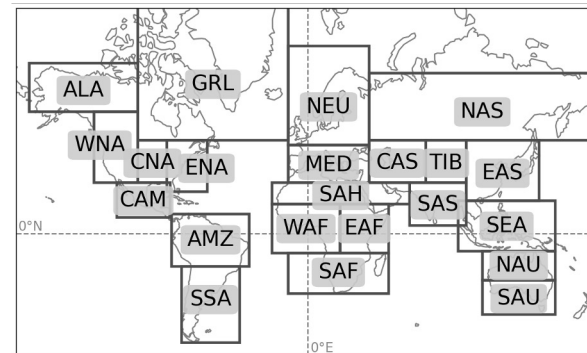 ALA
GRL
NEU
NAS
WNA
CNA
ENA
MED
CAS
TIB
EAS
CAM
SAH
SAS
0°N
AMZ
WAF
EAF
SEA
SSA
SAF
NAU
SAU
0°E